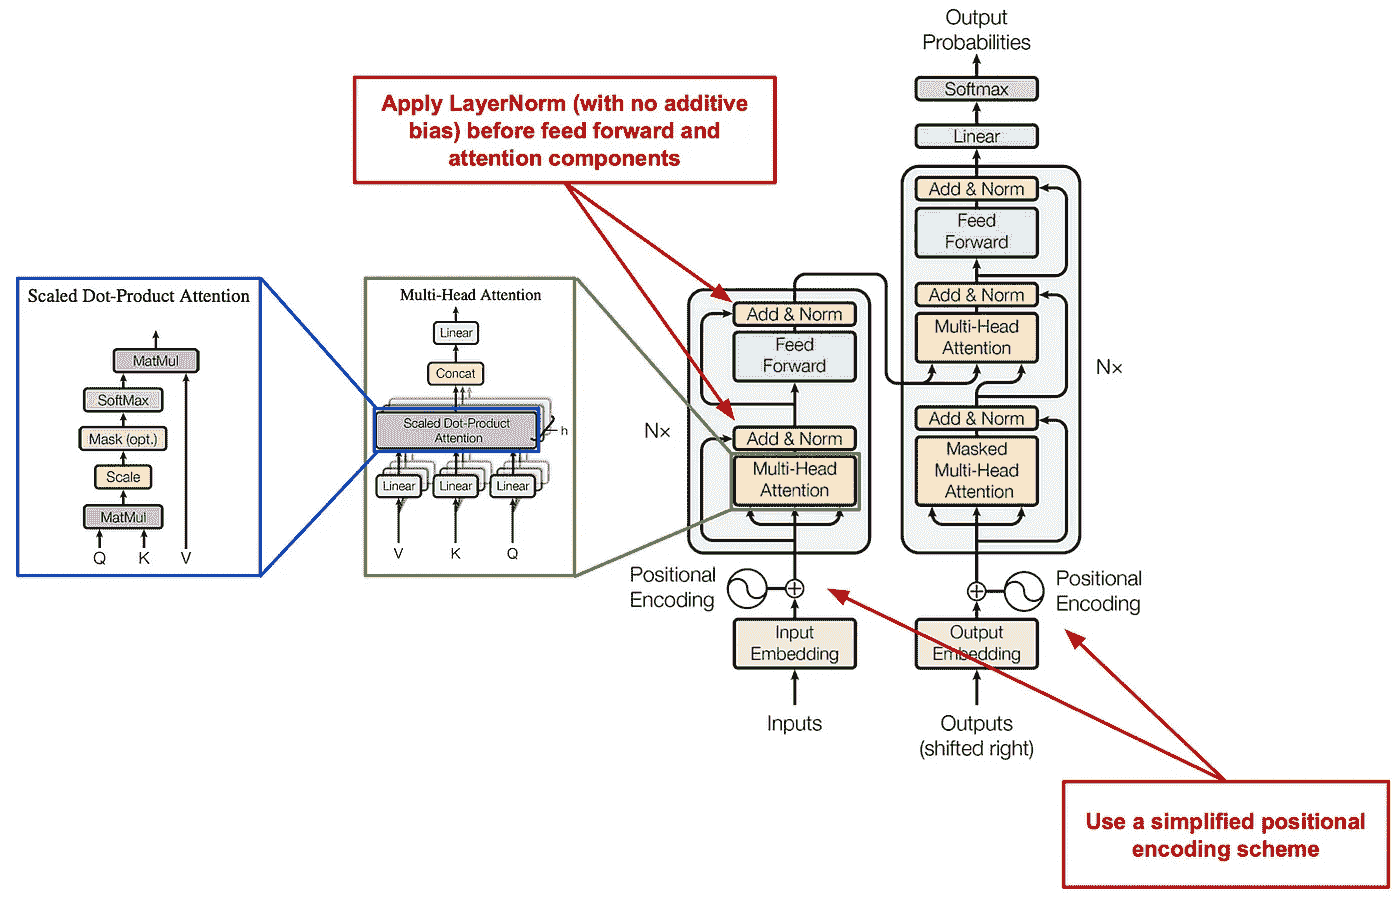 Output
Probabilities
Softmax
Linear
Add & Norm
Feed
Forward
Add & Norm
Multi-Head
Attention
Nx
Add & Norm
Masked
Multi-Head
Attention
Positional
Encoding
Output
Embedding
Outputs
(shifted right)
Apply LayerNorm (with no additive
bias) before feed forward and
attention components
Add & Norm
Feed
Forward
Nx
Add & Norm
Multi-Head
Attention
Positional
Encoding
Input
Embedding
Inputs
Scaled Dot-Product Attention
MatMul
SoftMax
Mask (opt.)
Scale
MatMul
Q K V
Multi-Head Attention
Linear
Concat
Scaled Dot-Product
Attention
h
Linear Linear Linear
V K Q
Use a simplified positional
encoding scheme